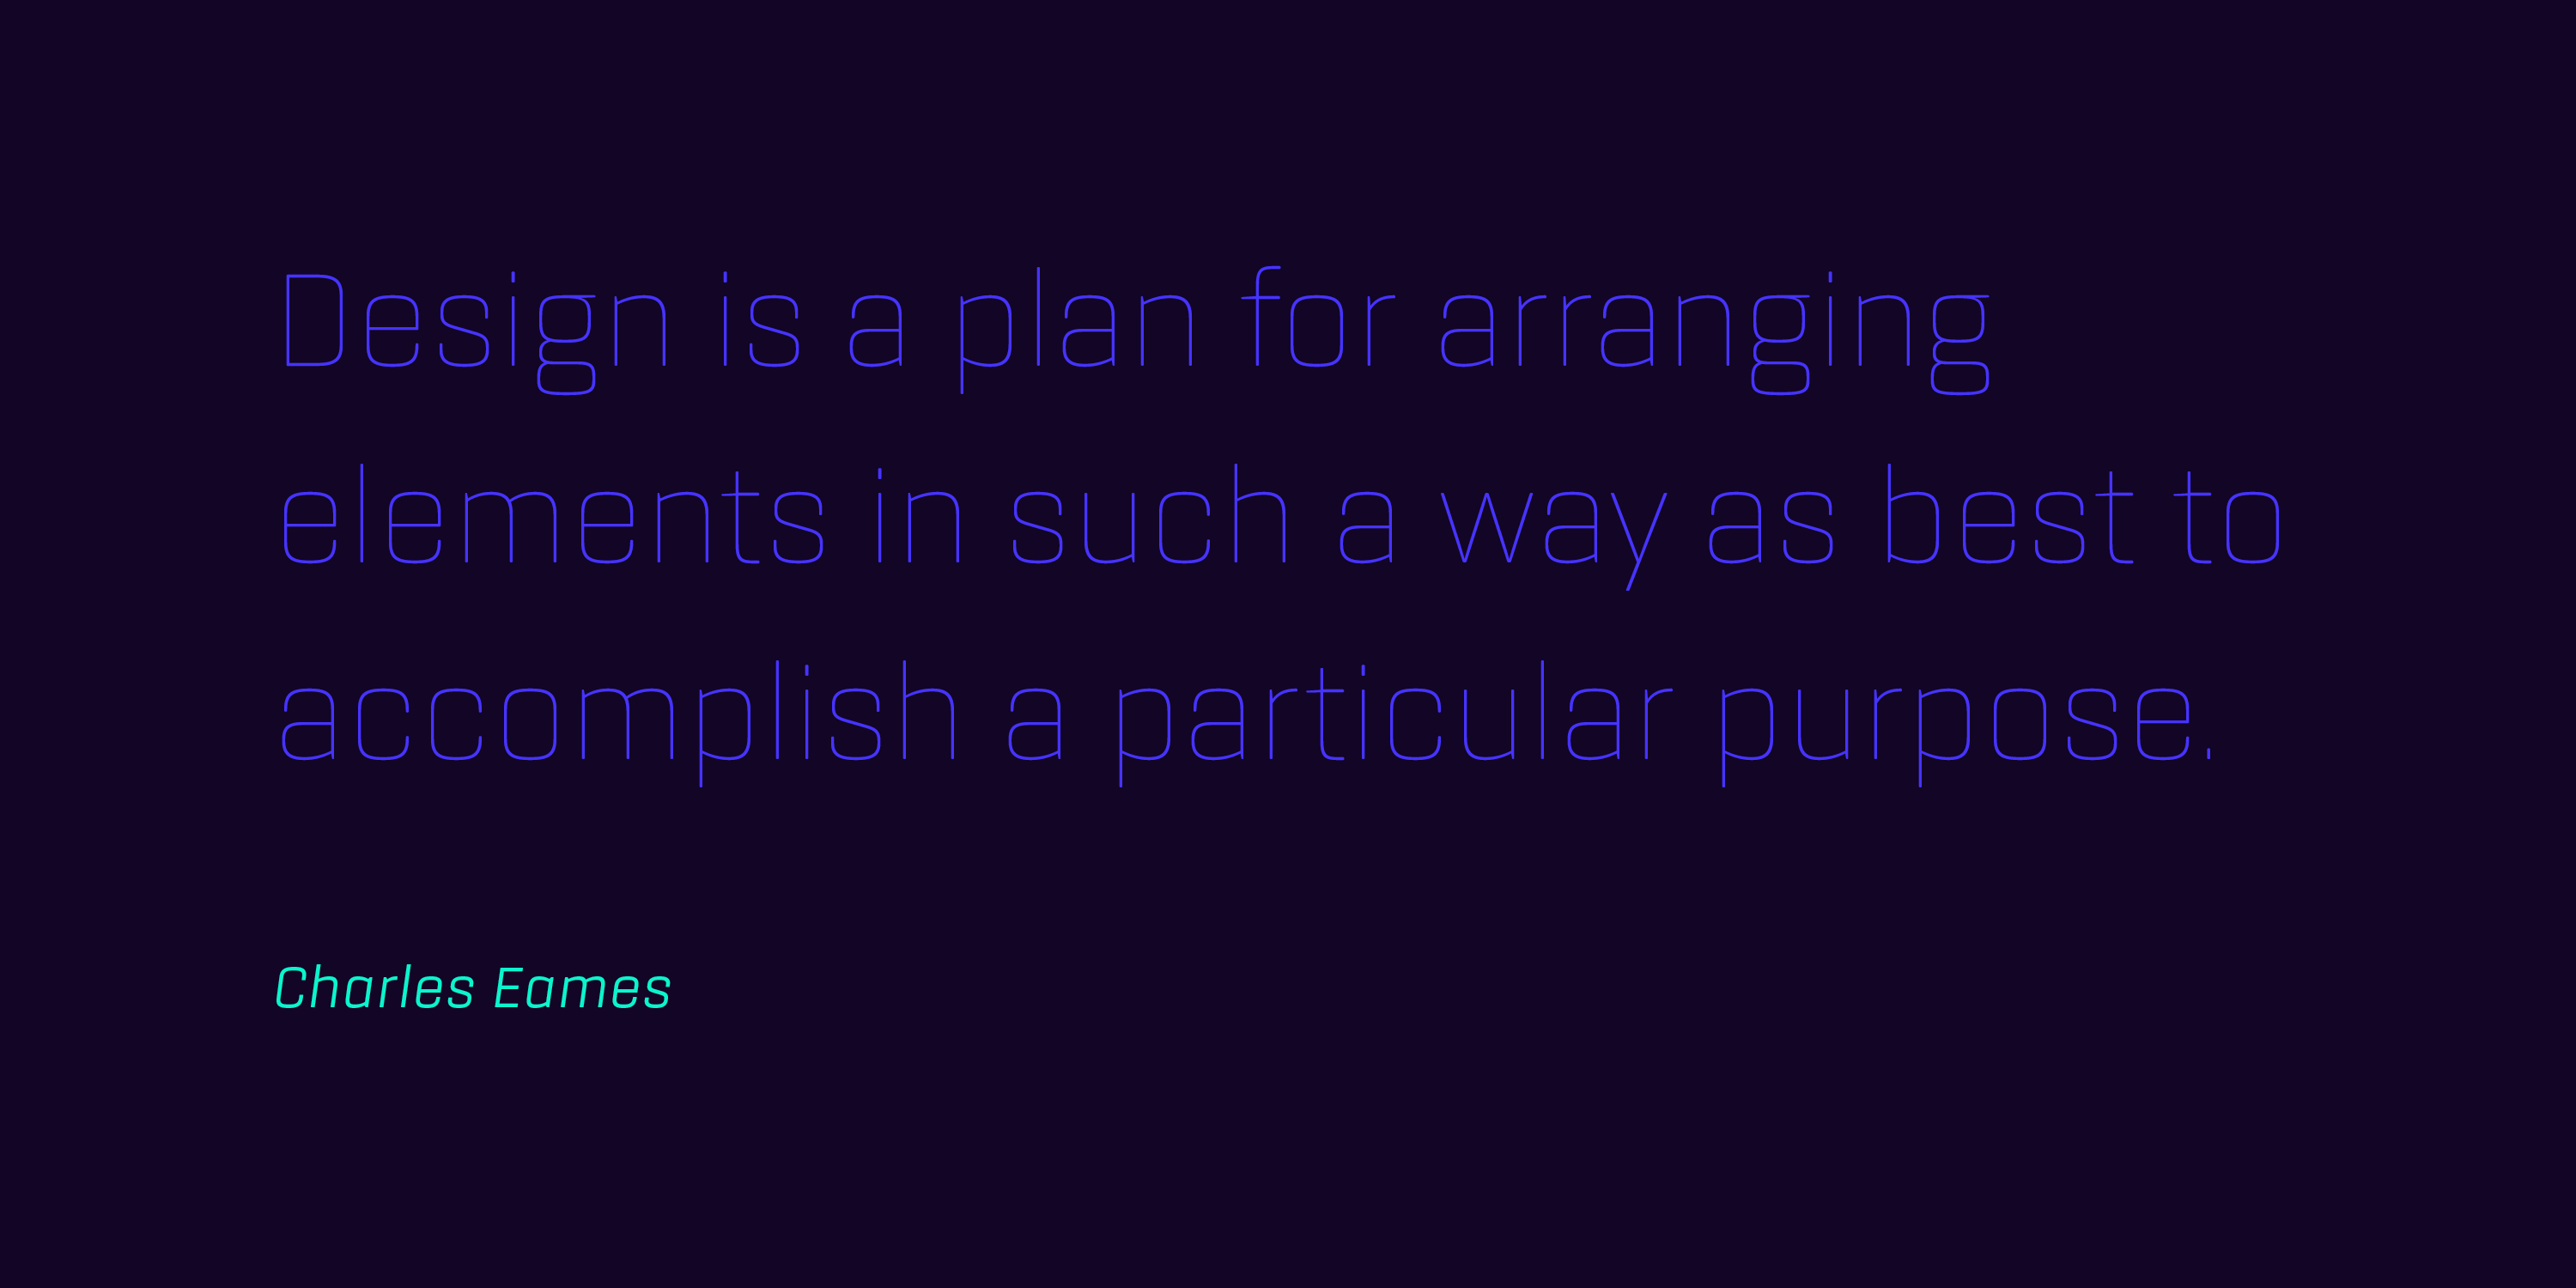 Design is a plan for arranging
elements in such a way as best to
accomplish a particular purpose.
Charles Eames